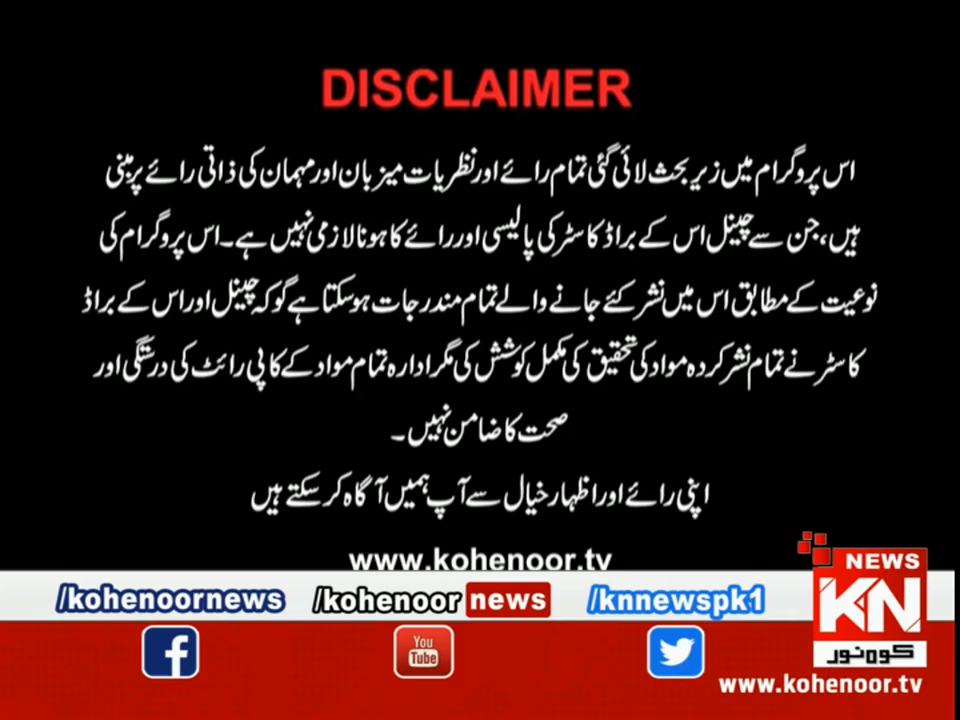 DISCLAIMER
اس پروگرام میں زیر بحث لائی گئی تمام رائے اور نظریات میزبان اور مہمان کی ذاتی رائے پر مبنی
ہیں، جن سے چینل اس کے براڈ کاسٹر کی پالیسی اور رائے کا ہونا لازمی نہیں ہے۔ اس پروگرام کی
نوعیت کے مطابق اس میں نشر کئے جانے والے تمام مندرجات ہو سکتا ہے گو کہ چینل اور اس کے براڈ
کاسٹر نے تمام نشر کردہ مواد کی تحقیق کی مکمل کوشش کی مگر ادارہ تمام مواد کے کاپی رائٹ کی درستگی اور
صحت کا ضامن نہیں۔
اپنی رائے اور اظہار خیال سے آپ ہمیں آگاہ کر سکتے ہیں
www.kohenoor.tv
/kohenoornews /kohenoor news /knnewspk1
NEWS
KN
کوہ نور
You
Tube
www.kohenoor.tv